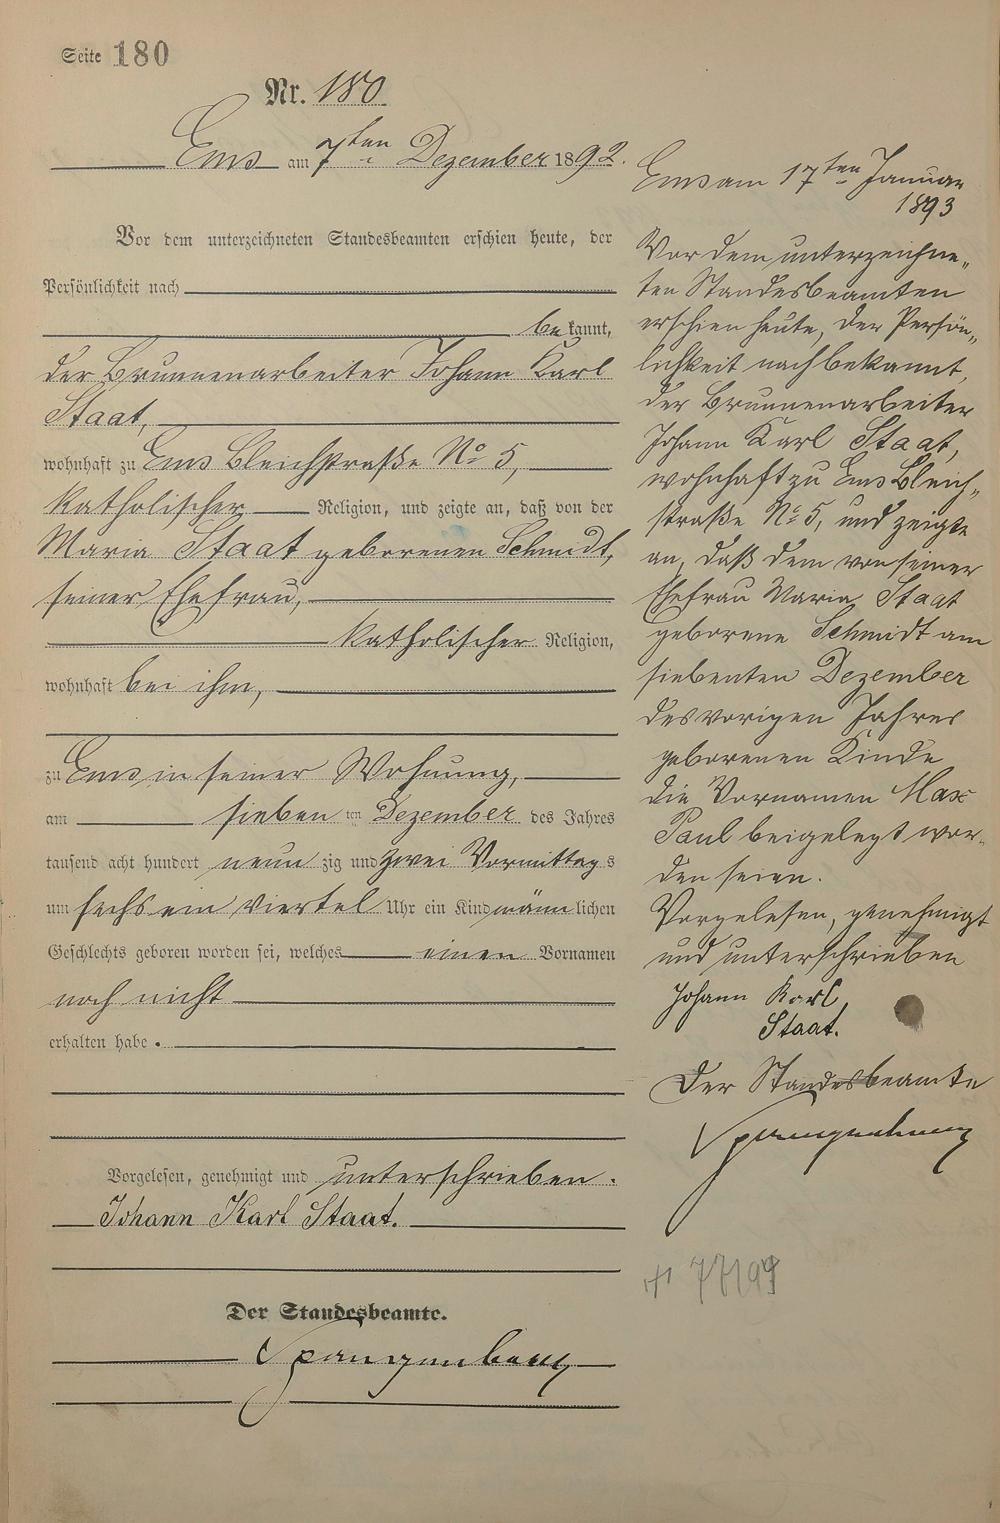 Seite 180
Nr. 180
Ems am 7ten Dezember 1892.
Vor dem unterzeichneten Standesbeamten erschien heute, der
Persönlichkeit nach
bekannt,
der Brunnenarbeiter Johann Karl
Staat,
wohnhaft zu Ems Bleichstraße No 5,
katholischer Religion, und zeigte an, daß von der
Maria Staat geborenen Schmidt,
seiner Ehefrau,
katholischer Religion,
wohnhaft bei ihm,
zu Ems in seiner Wohnung,
am siebenten Dezember des Jahres
tausend acht hundert neunzig und zwei Vormittags
um sechs ein viertel Uhr ein Kind männlichen
Geschlechts geboren worden sei, welches einen Vornamen
noch nicht
erhalten habe.
Vorgelesen, genehmigt und unterschrieben.
Johann Karl Staat.
Der Standesbeamte.
Spangenberg
Ems am 17ten Januar
1893
Vor dem unterzeichne„
ten Standesbeamten
erschien heute, der Persön„
lichkeit nach bekannt,
der Brunnenarbeiter
Johann Karl Staat,
wohnhaft zu Ems Bleich„
straße No 5, und zeigte
an, daß dem von seiner
Ehefrau Maria Staat
geborene Schmidt am
siebenten Dezember
des vorigen Jahres
geborenen Kinde
die Vornamen Max
Paul beigelegt wor„
den seien.
Vorgelesen, genehmigt
und unterschrieben
Johann Karl
Staat.
Der Standesbeamte
Spangenberg